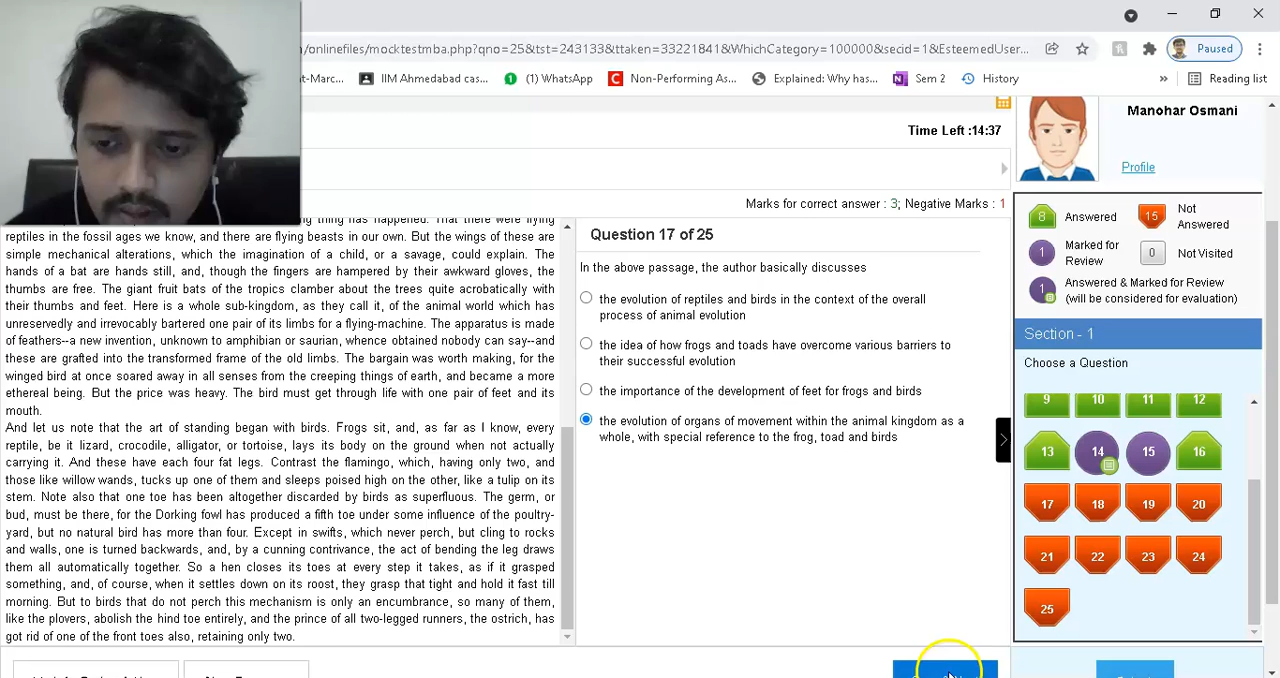 /onlinefiles/mocktestmba.php?qno=25&tst=243133&ttaken=33221841&WhichCategory=100000&secid=1&EsteemedUser...
Paused
nt-Marc...
IIM Ahmedabad cas...
(1) WhatsApp
Non-Performing As...
Explained: Why has...
Sem 2
History
»
Reading list
Time Left :14:37
Manohar Osmani
Profile
Marks for correct answer : 3; Negative Marks : 1
8 Answered
15 Not Answered
1 Marked for Review
0 Not Visited
1 Answered & Marked for Review (will be considered for evaluation)
Section - 1
Choose a Question
9 10 11 12
13 14 15 16
17 18 19 20
21 22 23 24
25
thing has happened. That there were flying
reptiles in the fossil ages we know, and there are flying beasts in our own. But the wings of these are
simple mechanical alterations, which the imagination of a child, or a savage, could explain. The
hands of a bat are hands still, and, though the fingers are hampered by their awkward gloves, the
thumbs are free. The giant fruit bats of the tropics clamber about the trees quite acrobatically with
their thumbs and feet. Here is a whole sub-kingdom, as they call it, of the animal world which has
unreservedly and irrevocably bartered one pair of its limbs for a flying-machine. The apparatus is made
of feathers--a new invention, unknown to amphibian or saurian, whence obtained nobody can say--and
these are grafted into the transformed frame of the old limbs. The bargain was worth making, for the
winged bird at once soared away in all senses from the creeping things of earth, and became a more
ethereal being. But the price was heavy. The bird must get through life with one pair of feet and its
mouth.
And let us note that the art of standing began with birds. Frogs sit, and, as far as I know, every
reptile, be it lizard, crocodile, alligator, or tortoise, lays its body on the ground when not actually
carrying it. And these have each four fat legs. Contrast the flamingo, which, having only two, and
those like willow wands, tucks up one of them and sleeps poised high on the other, like a tulip on its
stem. Note also that one toe has been altogether discarded by birds as superfluous. The germ, or
bud, must be there, for the Dorking fowl has produced a fifth toe under some influence of the poultry-
yard, but no natural bird has more than four. Except in swifts, which never perch, but cling to rocks
and walls, one is turned backwards, and, by a cunning contrivance, the act of bending the leg draws
them all automatically together. So a hen closes its toes at every step it takes, as if it grasped
something, and, of course, when it settles down on its roost, they grasp that tight and hold it fast till
morning. But to birds that do not perch this mechanism is only an encumbrance, so many of them,
like the plovers, abolish the hind toe entirely, and the prince of all two-legged runners, the ostrich, has
got rid of one of the front toes also, retaining only two.
Question 17 of 25
In the above passage, the author basically discusses
the evolution of reptiles and birds in the context of the overall
process of animal evolution
the idea of how frogs and toads have overcome various barriers to
their successful evolution
the importance of the development of feet for frogs and birds
the evolution of organs of movement within the animal kingdom as a
whole, with special reference to the frog, toad and birds